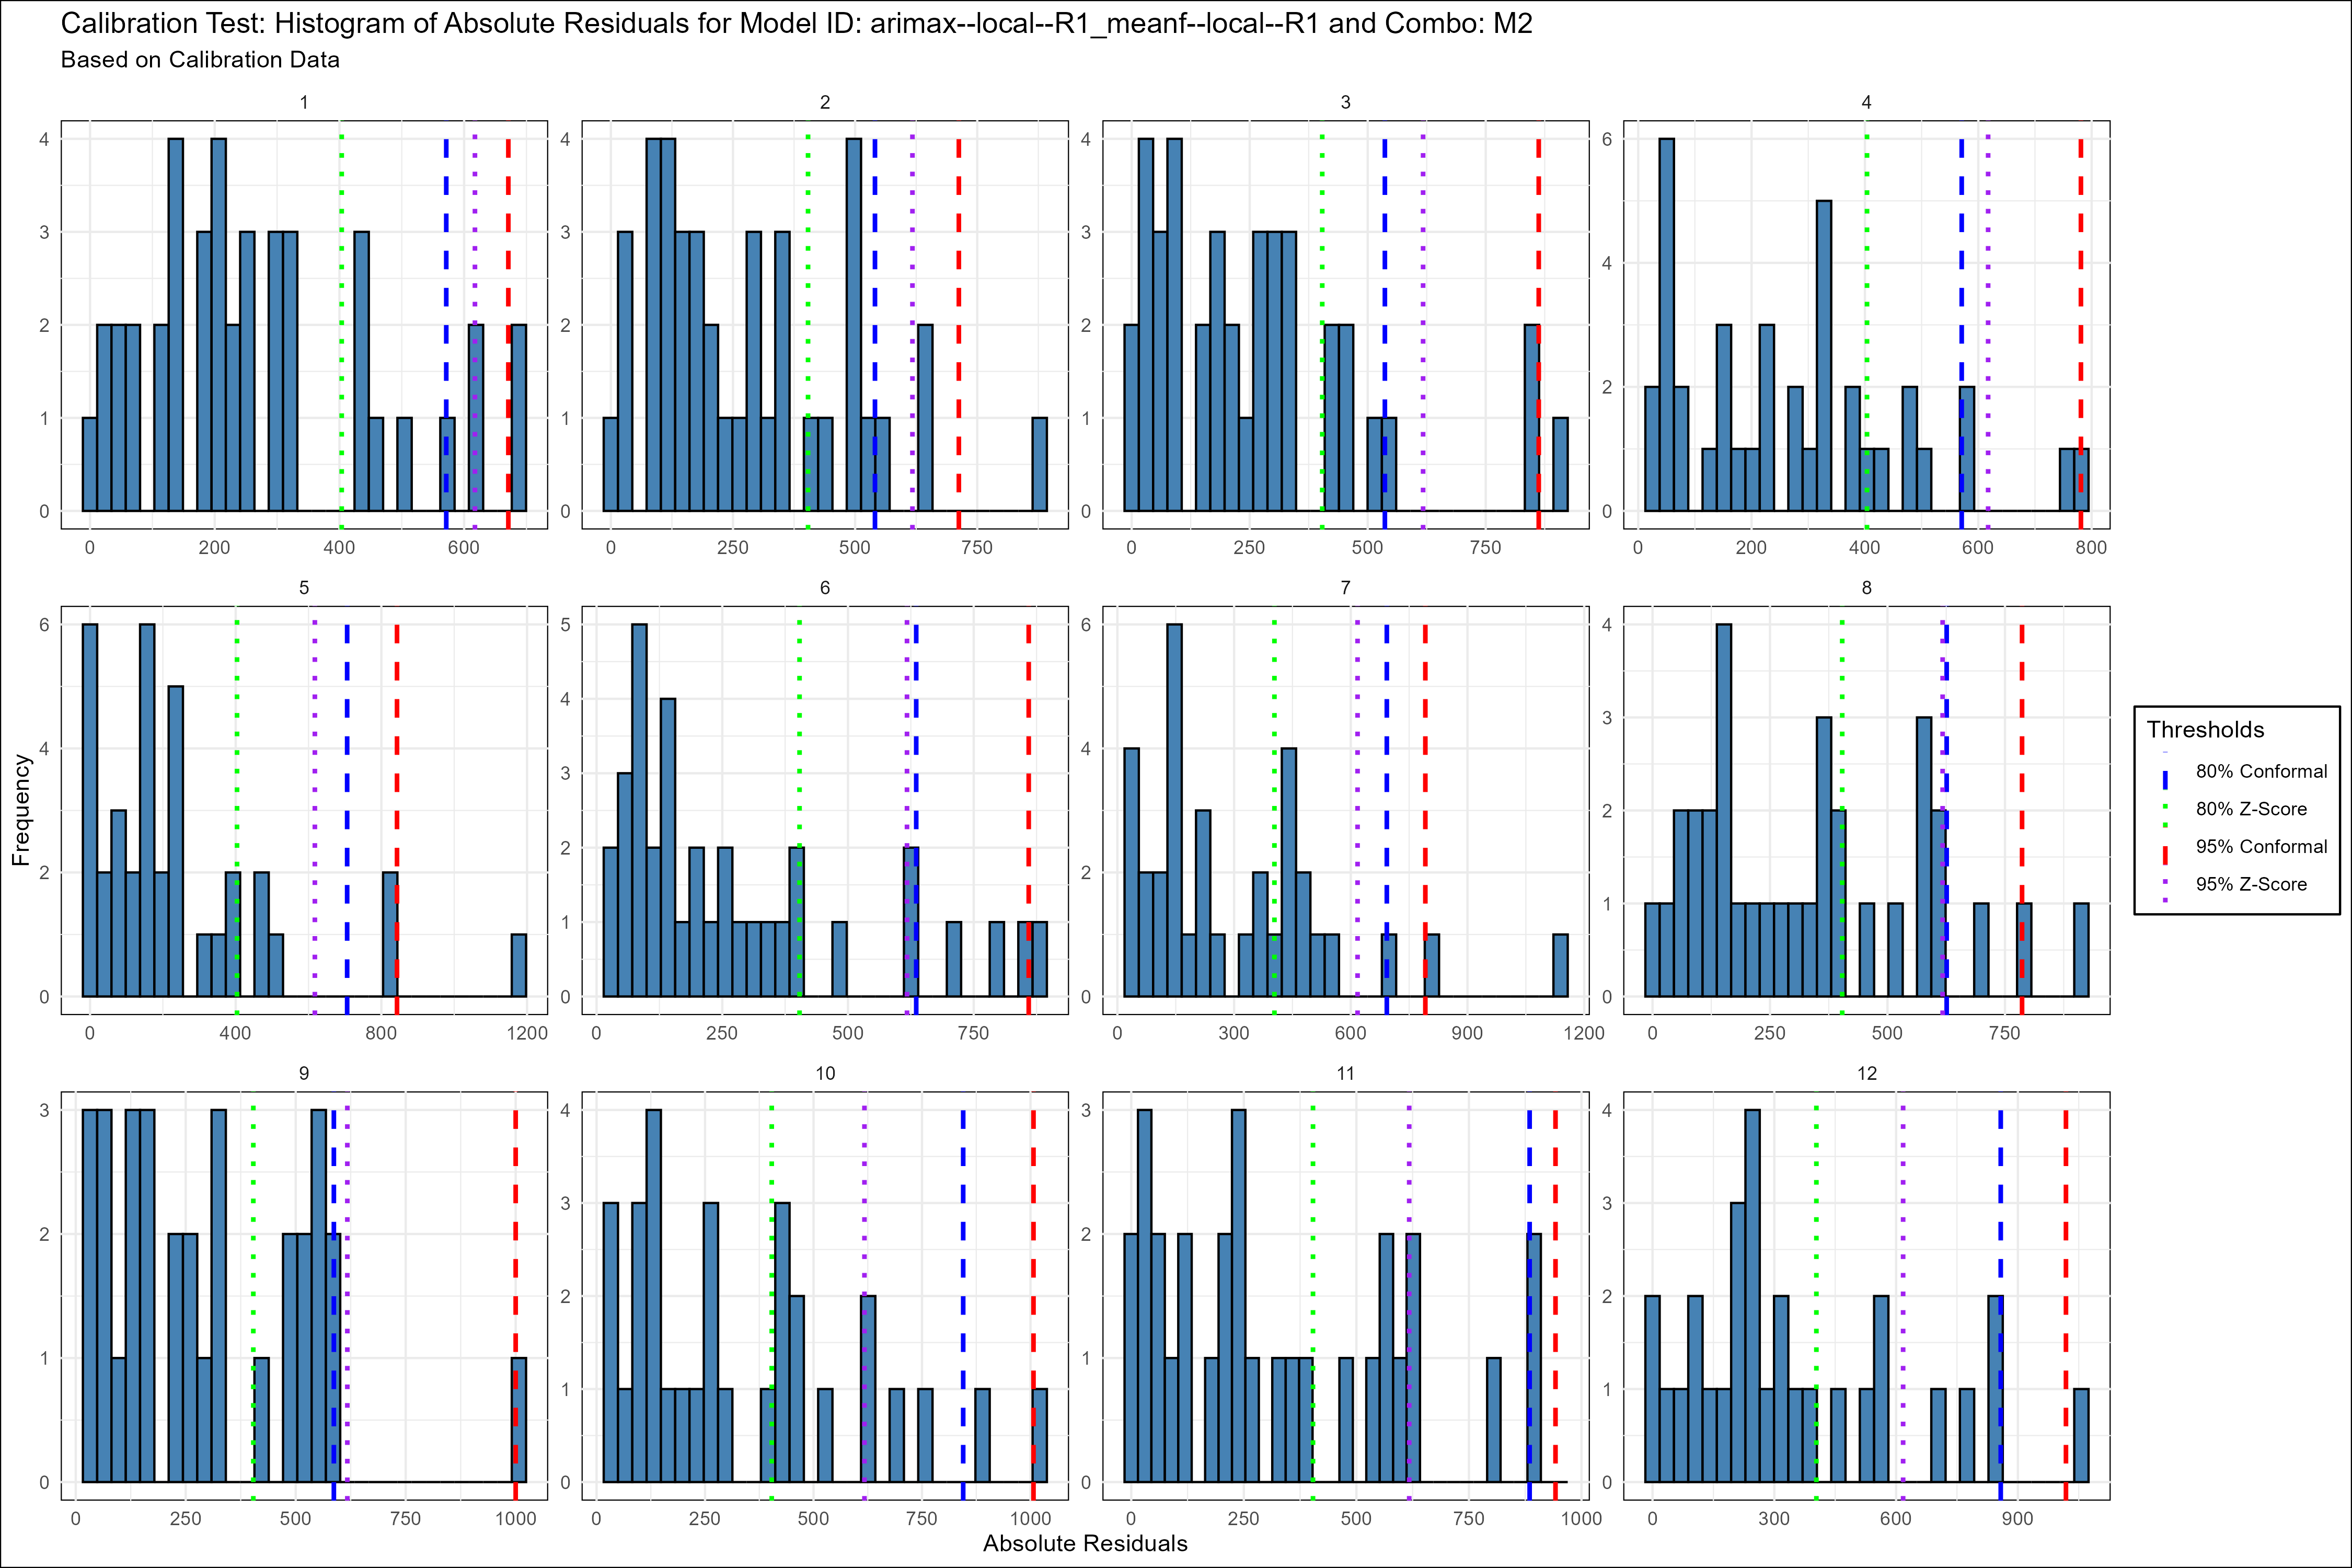 Calibration Test: Histogram of Absolute Residuals for Model ID: arimax--local--R1_meanf--local--R1 and Combo: M2
Based on Calibration Data
1 2 3 4
4 4 4 6
3 3 3
4
2 2 2
2
1 1 1
0 0 0 0
0 200 400 600 0 250 500 750 0 250 500 750 0 200 400 600 800
5 6 7 8
6 5 6 4
4 3
4 3 4
2
2 2 2
1 1
0 0 0 0
0 400 800 1200 0 250 500 750 0 300 600 900 1200 0 250 500 750
Frequency
Thresholds
80% Conformal
80% Z-Score
95% Conformal
95% Z-Score
9 10 11 12
3 4 3 4
3 3
2 2
2 2
1 1
1 1
0 0 0 0
0 250 500 750 1000 0 250 500 750 1000 0 250 500 750 1000 0 300 600 900
Absolute Residuals